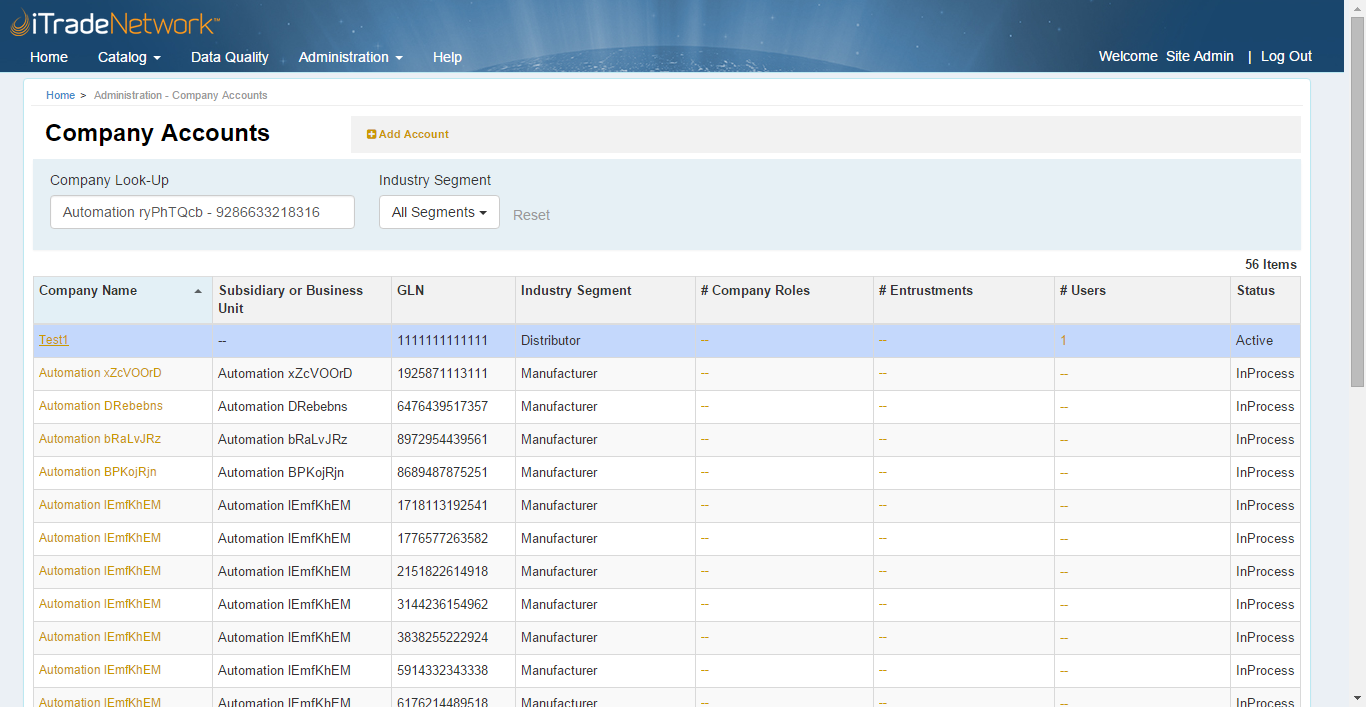 iTradeNetwork™
Home Catalog Data Quality Administration Help Welcome Site Admin | Log Out
Home > Administration - Company Accounts
Company Accounts Add Account
Company Look-Up Industry Segment
Automation ryPhTQcb - 9286633218316 All Segments Reset
56 Items
Company Name Subsidiary or Business Unit GLN Industry Segment # Company Roles # Entrustments # Users Status
Test1 -- 1111111111111 Distributor -- -- 1 Active
Automation xZcVOOrD Automation xZcVOOrD 1925871113111 Manufacturer -- -- -- InProcess
Automation DRebebns Automation DRebebns 6476439517357 Manufacturer -- -- -- InProcess
Automation bRaLvJRz Automation bRaLvJRz 8972954439561 Manufacturer -- -- -- InProcess
Automation BPKojRjn Automation BPKojRjn 8689487875251 Manufacturer -- -- -- InProcess
Automation IEmfKhEM Automation IEmfKhEM 1718113192541 Manufacturer -- -- -- InProcess
Automation IEmfKhEM Automation IEmfKhEM 1776577263582 Manufacturer -- -- -- InProcess
Automation IEmfKhEM Automation IEmfKhEM 2151822614918 Manufacturer -- -- -- InProcess
Automation IEmfKhEM Automation IEmfKhEM 3144236154962 Manufacturer -- -- -- InProcess
Automation IEmfKhEM Automation IEmfKhEM 3838255222924 Manufacturer -- -- -- InProcess
Automation IEmfKhEM Automation IEmfKhEM 5914332343338 Manufacturer -- -- -- InProcess
Automation IEmfKhEM Automation IEmfKhEM 6176214489518 Manufacturer -- -- -- InProcess